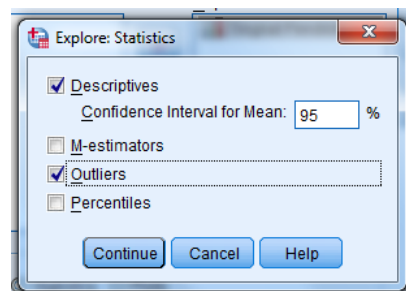 Explore: Statistics
Descriptives
Confidence Interval for Mean: 95 %
M-estimators
Outliers
Percentiles
Continue Cancel Help